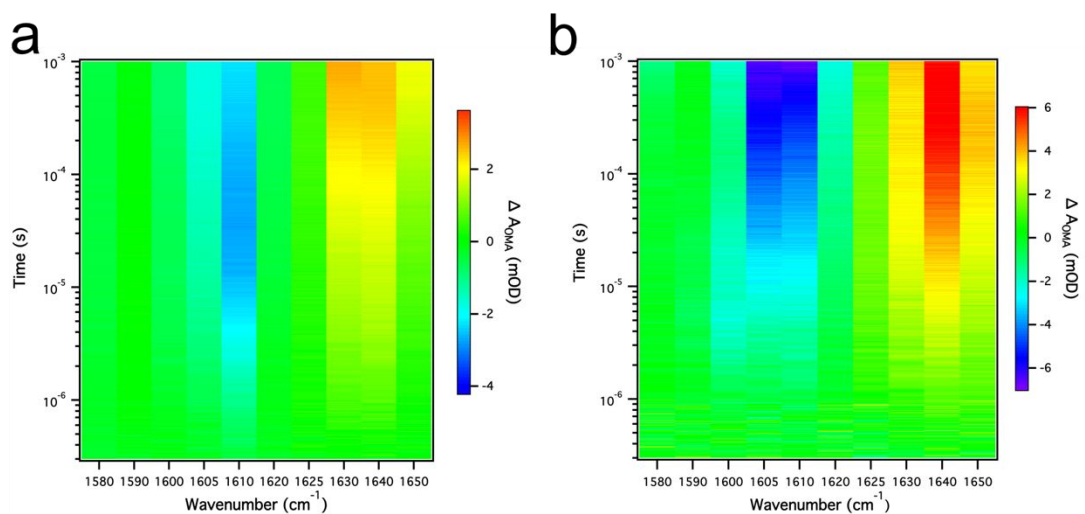 a
10⁻³
10⁻⁴
10⁻⁵
10⁻⁶
Time (s)
1580 1590 1600 1605 1610 1620 1625 1630 1640 1650
Wavenumber (cm⁻¹)
2
0
-2
-4
Δ A_OMA (mOD)
b
10⁻³
10⁻⁴
10⁻⁵
10⁻⁶
Time (s)
1580 1590 1600 1605 1610 1620 1625 1630 1640 1650
Wavenumber (cm⁻¹)
6
4
2
0
-2
-4
-6
Δ A_OMA (mOD)